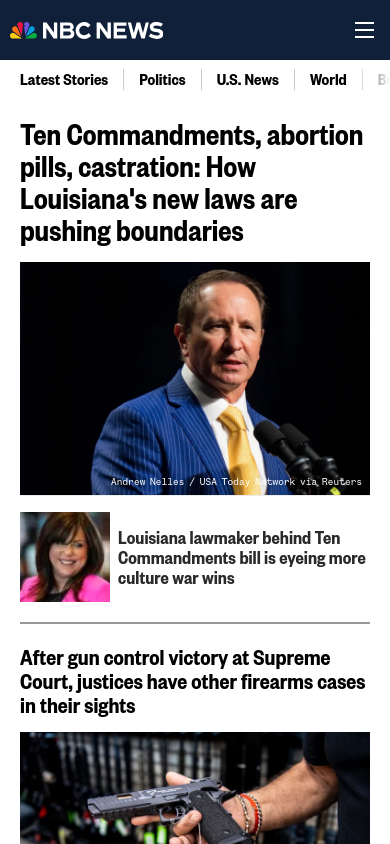 NBC NEWS
Latest Stories
Politics
U.S. News
World
Ten Commandments, abortion
pills, castration: How
Louisiana's new laws are
pushing boundaries
Andrew Nelles / USA Today Network via Reuters
Louisiana lawmaker behind Ten
Commandments bill is eyeing more
culture war wins
After gun control victory at Supreme
Court, justices have other firearms cases
in their sights